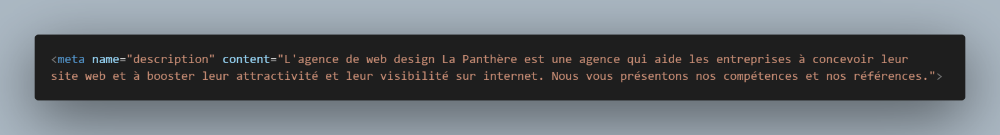 <meta name="description" content="L'agence de web design La Panthère est une agence qui aide les entreprises à concevoir leur
site web et à booster leur attractivité et leur visibilité sur internet. Nous vous présentons nos compétences et nos références.">